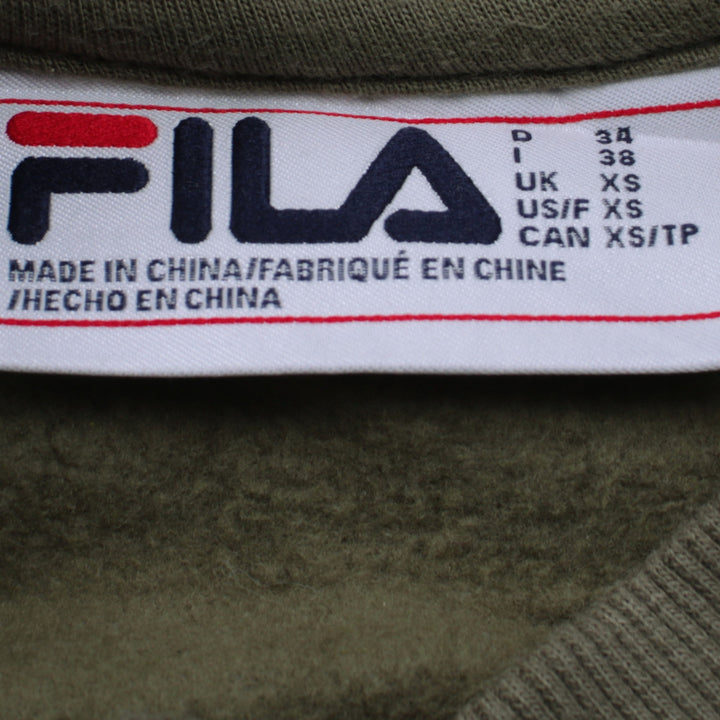 FILA
D 34
I 38
UK XS
US/F XS
CAN XS/TP
MADE IN CHINA/FABRIQUÉ EN CHINE
/HECHO EN CHINA